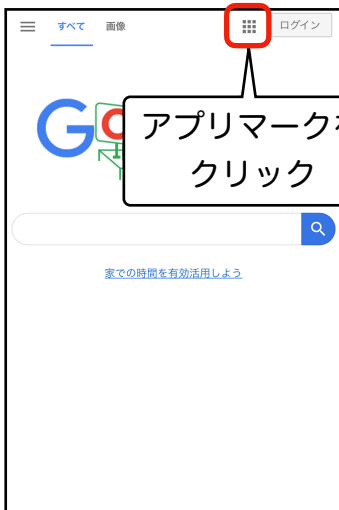 すべて 画像 ログイン
アプリマークを
クリック
家での時間を有効活用しよう